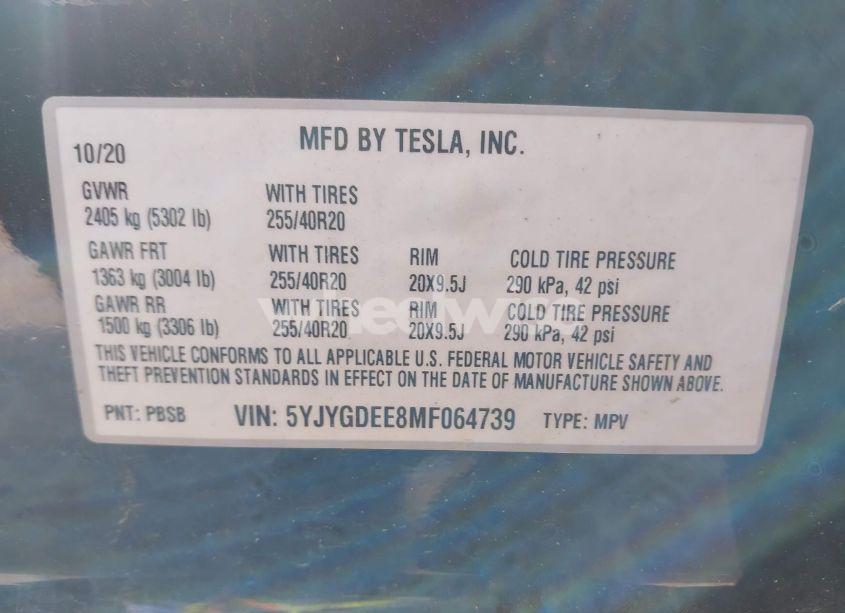 10/20 MFD BY TESLA, INC.
GVWR WITH TIRES
2405 kg (5302 lb) 255/40R20
GAWR FRT WITH TIRES RIM COLD TIRE PRESSURE
1363 kg (3004 lb) 255/40R20 20X9.5J 290 kPa, 42 psi
GAWR RR WITH TIRES RIM COLD TIRE PRESSURE
1500 kg (3306 lb) 255/40R20 20X9.5J 290 kPa, 42 psi
THIS VEHICLE CONFORMS TO ALL APPLICABLE U.S. FEDERAL MOTOR VEHICLE SAFETY AND
THEFT PREVENTION STANDARDS IN EFFECT ON THE DATE OF MANUFACTURE SHOWN ABOVE.
PNT: PBSB VIN: 5YJYGDEE8MF064739 TYPE: MPV